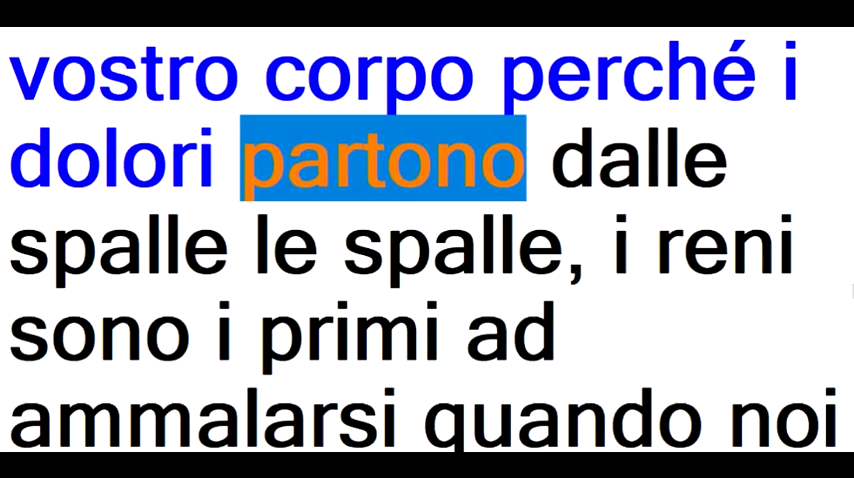 vostro corpo perché i
dolori partono dalle
spalle le spalle, i reni
sono i primi ad
ammalarsi quando noi